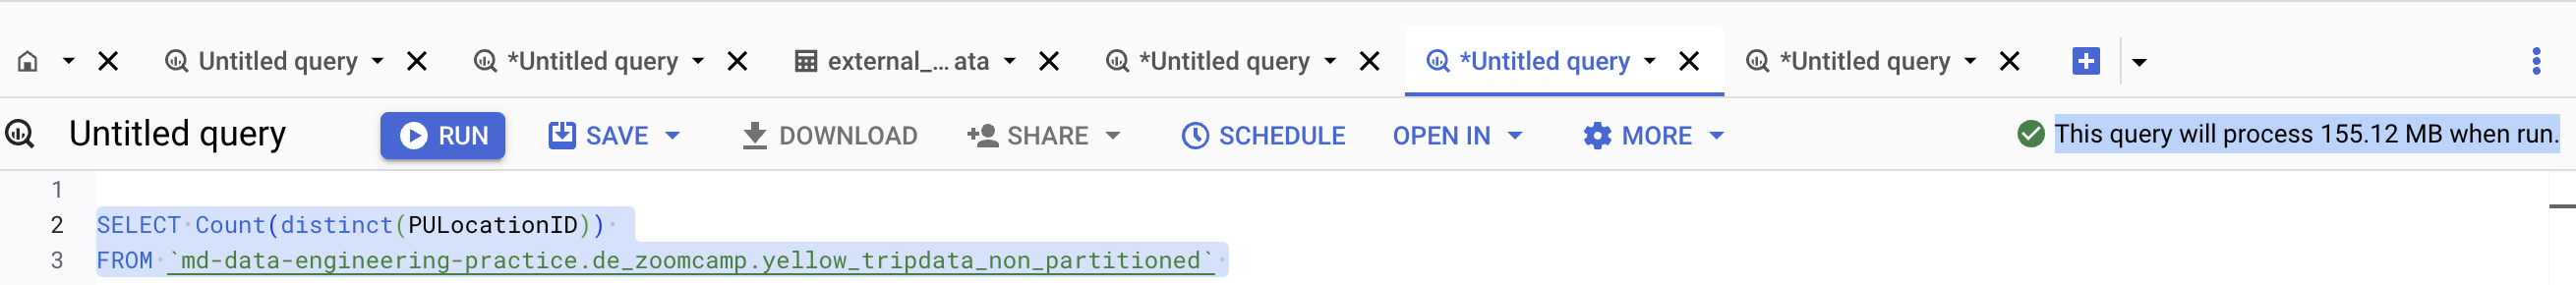 Untitled query *Untitled query external_... ata *Untitled query *Untitled query *Untitled query
Untitled query RUN SAVE DOWNLOAD SHARE SCHEDULE OPEN IN MORE This query will process 155.12 MB when run.
1
2 SELECT Count(distinct(PULocationID))
3 FROM `md-data-engineering-practice.de_zoomcamp.yellow_tripdata_non_partitioned`